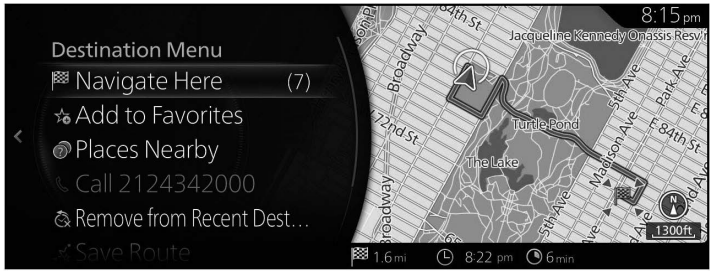 8:15 pm
Destination Menu
Navigate Here (7)
Add to Favorites
Places Nearby
Call 2124342000
Remove from Recent Dest...
Save Route
84th St
Jacqueline Kennedy Onassis Resv'r
Broadway
5th Ave
Park Ave
E 84th St
72nd St
Turtle Pond
Madison Ave
The Lake
Broadway
N
1300ft
1.6 mi
8:22 pm
6 min